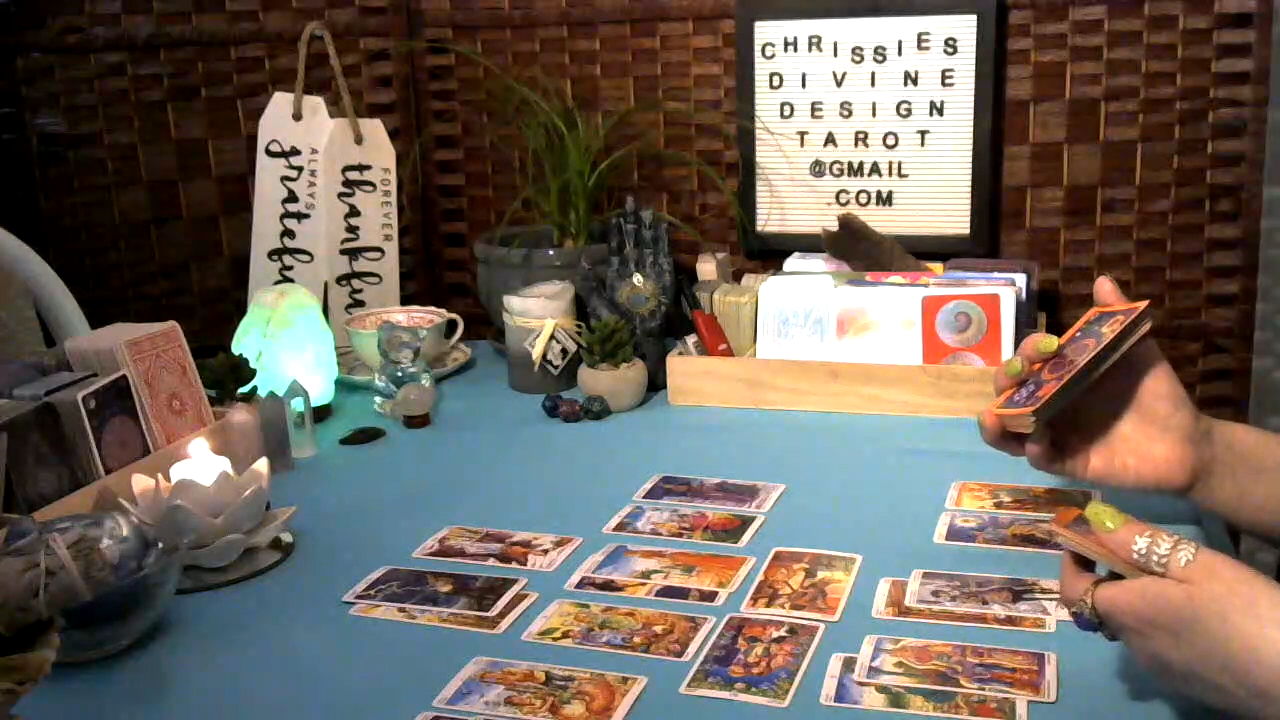 ALWAYS
grateful
FOREVER
thankful
CHRISSIES
DIVINE
DESIGN
TAROT
@GMAIL
.COM